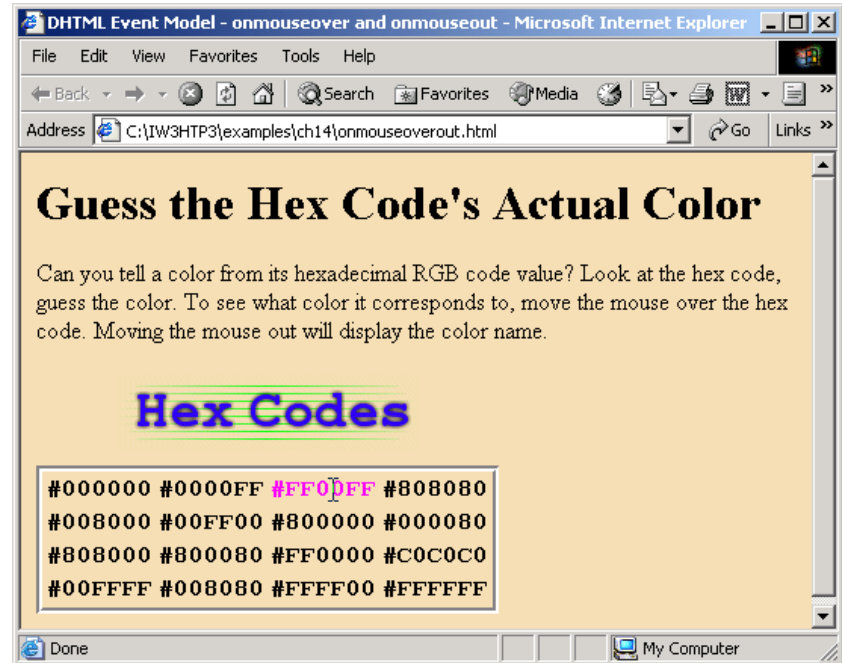 DHTML Event Model - onmouseover and onmouseout - Microsoft Internet Explorer
File Edit View Favorites Tools Help
Back Search Favorites Media W »
Address C:\IW3HTP3\examples\ch14\onmouseoverout.html Go Links »
Guess the Hex Code's Actual Color
Can you tell a color from its hexadecimal RGB code value? Look at the hex code,
guess the color. To see what color it corresponds to, move the mouse over the hex
code. Moving the mouse out will display the color name.
Hex Codes
#000000 #0000FF #FF00FF #808080
#008000 #00FF00 #800000 #000080
#808000 #800080 #FF0000 #C0C0C0
#00FFFF #008080 #FFFF00 #FFFFFF
Done My Computer